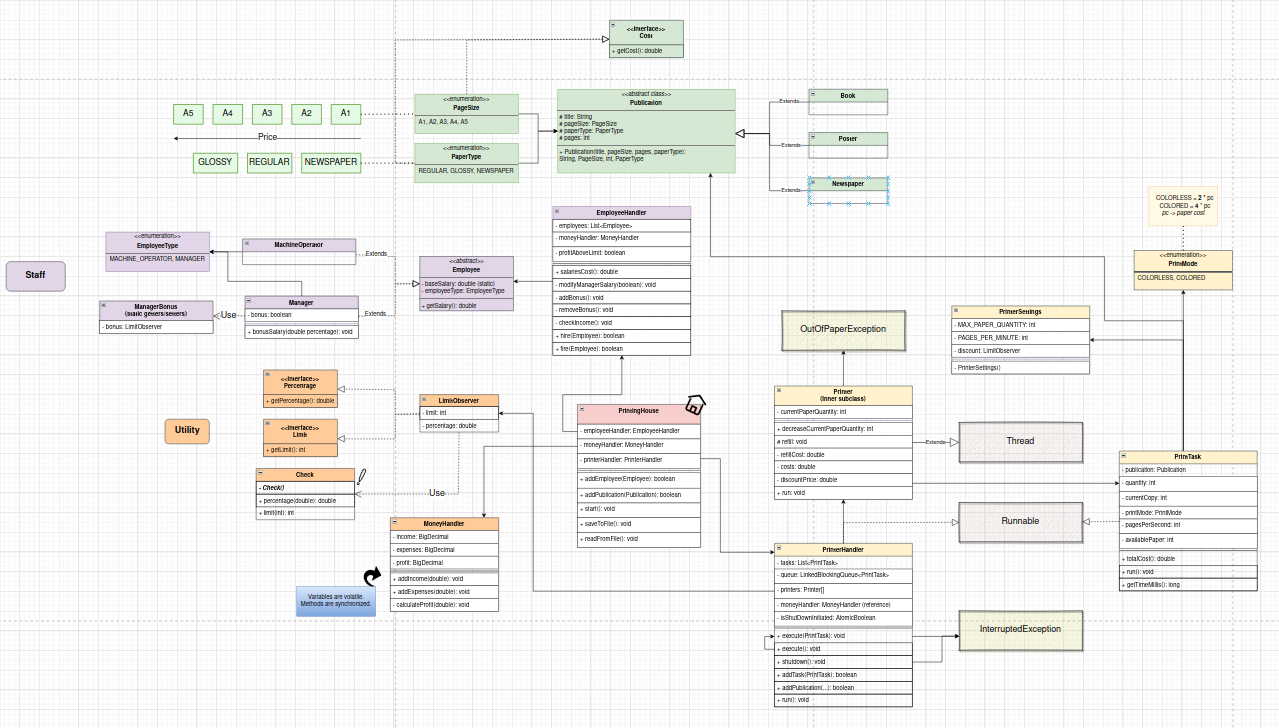 <<interface>>
Cost
+ getCost(): double
A5
A4
A3
A2
A1
Price
GLOSSY
REGULAR
NEWSPAPER
<<enumeration>>
PageSize
A1, A2, A3, A4, A5
<<enumeration>>
PaperType
REGULAR, GLOSSY, NEWSPAPER
<<abstract class>>
Publication
# title: String
# pageSize: PageSize
# paperType: PaperType
# pages: int
+ Publication(title, pageSize, pages, paperType):
String, PageSize, int, PaperType
Extends
Book
Extends
Poster
Extends
Newspaper
COLORLESS = 2 * pc
COLORED = 4 * pc
pc -> paper cost
<<enumeration>>
PrintMode
COLORLESS, COLORED
Staff
<<enumeration>>
EmployeeType
MACHINE_OPERATOR, MANAGER
MachineOperator
Extends
ManagerBonus
(static getters/setters)
- bonus: LimitObserver
Use
Manager
- bonus: boolean
+ bonusSalary(double percentage): void
Extends
<<abstract>>
Employee
- baseSalary: double (static)
- employeeType: EmployeeType
+ getSalary(): double
EmployeeHandler
- employees: List<Employee>
- moneyHandler: MoneyHandler
- profitAboveLimit: boolean
+ salariesCost(): double
- modifyManagerSalary(boolean): void
- addBonus(): void
- removeBonus(): void
- checkIncome(): void
+ hire(Employee): boolean
+ fire(Employee): boolean
OutOfPaperException
PrinterSettings
- MAX_PAPER_QUANTITY: int
- PAGES_PER_MINUTE: int
- discount: LimitObserver
- PrinterSettings()
Utility
<<interface>>
Percentage
+ getPercentage(): double
<<interface>>
Limit
+ getLimit(): int
LimitObserver
- limit: int
- percentage: double
Check
- Check()
+ percentage(double): double
+ limit(int): int
Use
PrintingHouse
- employeeHandler: EmployeeHandler
- moneyHandler: MoneyHandler
- printerHandler: PrinterHandler
+ addEmployee(Employee): boolean
+ addPublication(Publication): boolean
+ start(): void
+ saveToFile(): void
+ readFromFile(): void
Printer
(inner subclass)
- currentPaperQuantity: int
+ decreaseCurrentPaperQuantity: int
# refill: void
- refillCost: double
- costs: double
- discountPrice: double
+ run: void
Extends
Thread
Runnable
PrintTask
- publication: Publication
- quantity: int
- currentCopy: int
- printMode: PrintMode
- pagesPerSecond: int
- availablePaper: int
+ totalCost(): double
+ run(): void
+ getTimeMillis(): long
MoneyHandler
- income: BigDecimal
- expenses: BigDecimal
- profit: BigDecimal
+ addIncome(double): void
+ addExpenses(double): void
- calculateProfit(double): void
Variables are volatile.
Methods are synchronized.
PrinterHandler
- tasks: List<PrintTask>
- queue: LinkedBlockingQueue<PrintTask>
- printers: Printer[]
- moneyHandler: MoneyHandler (reference)
- isShutDownInitiated: AtomicBoolean
+ execute(PrintTask): void
+ execute(): void
+ shutdown(): void
+ addTask(PrintTask): boolean
+ addPublication(...): boolean
+ run(): void
InterruptedException